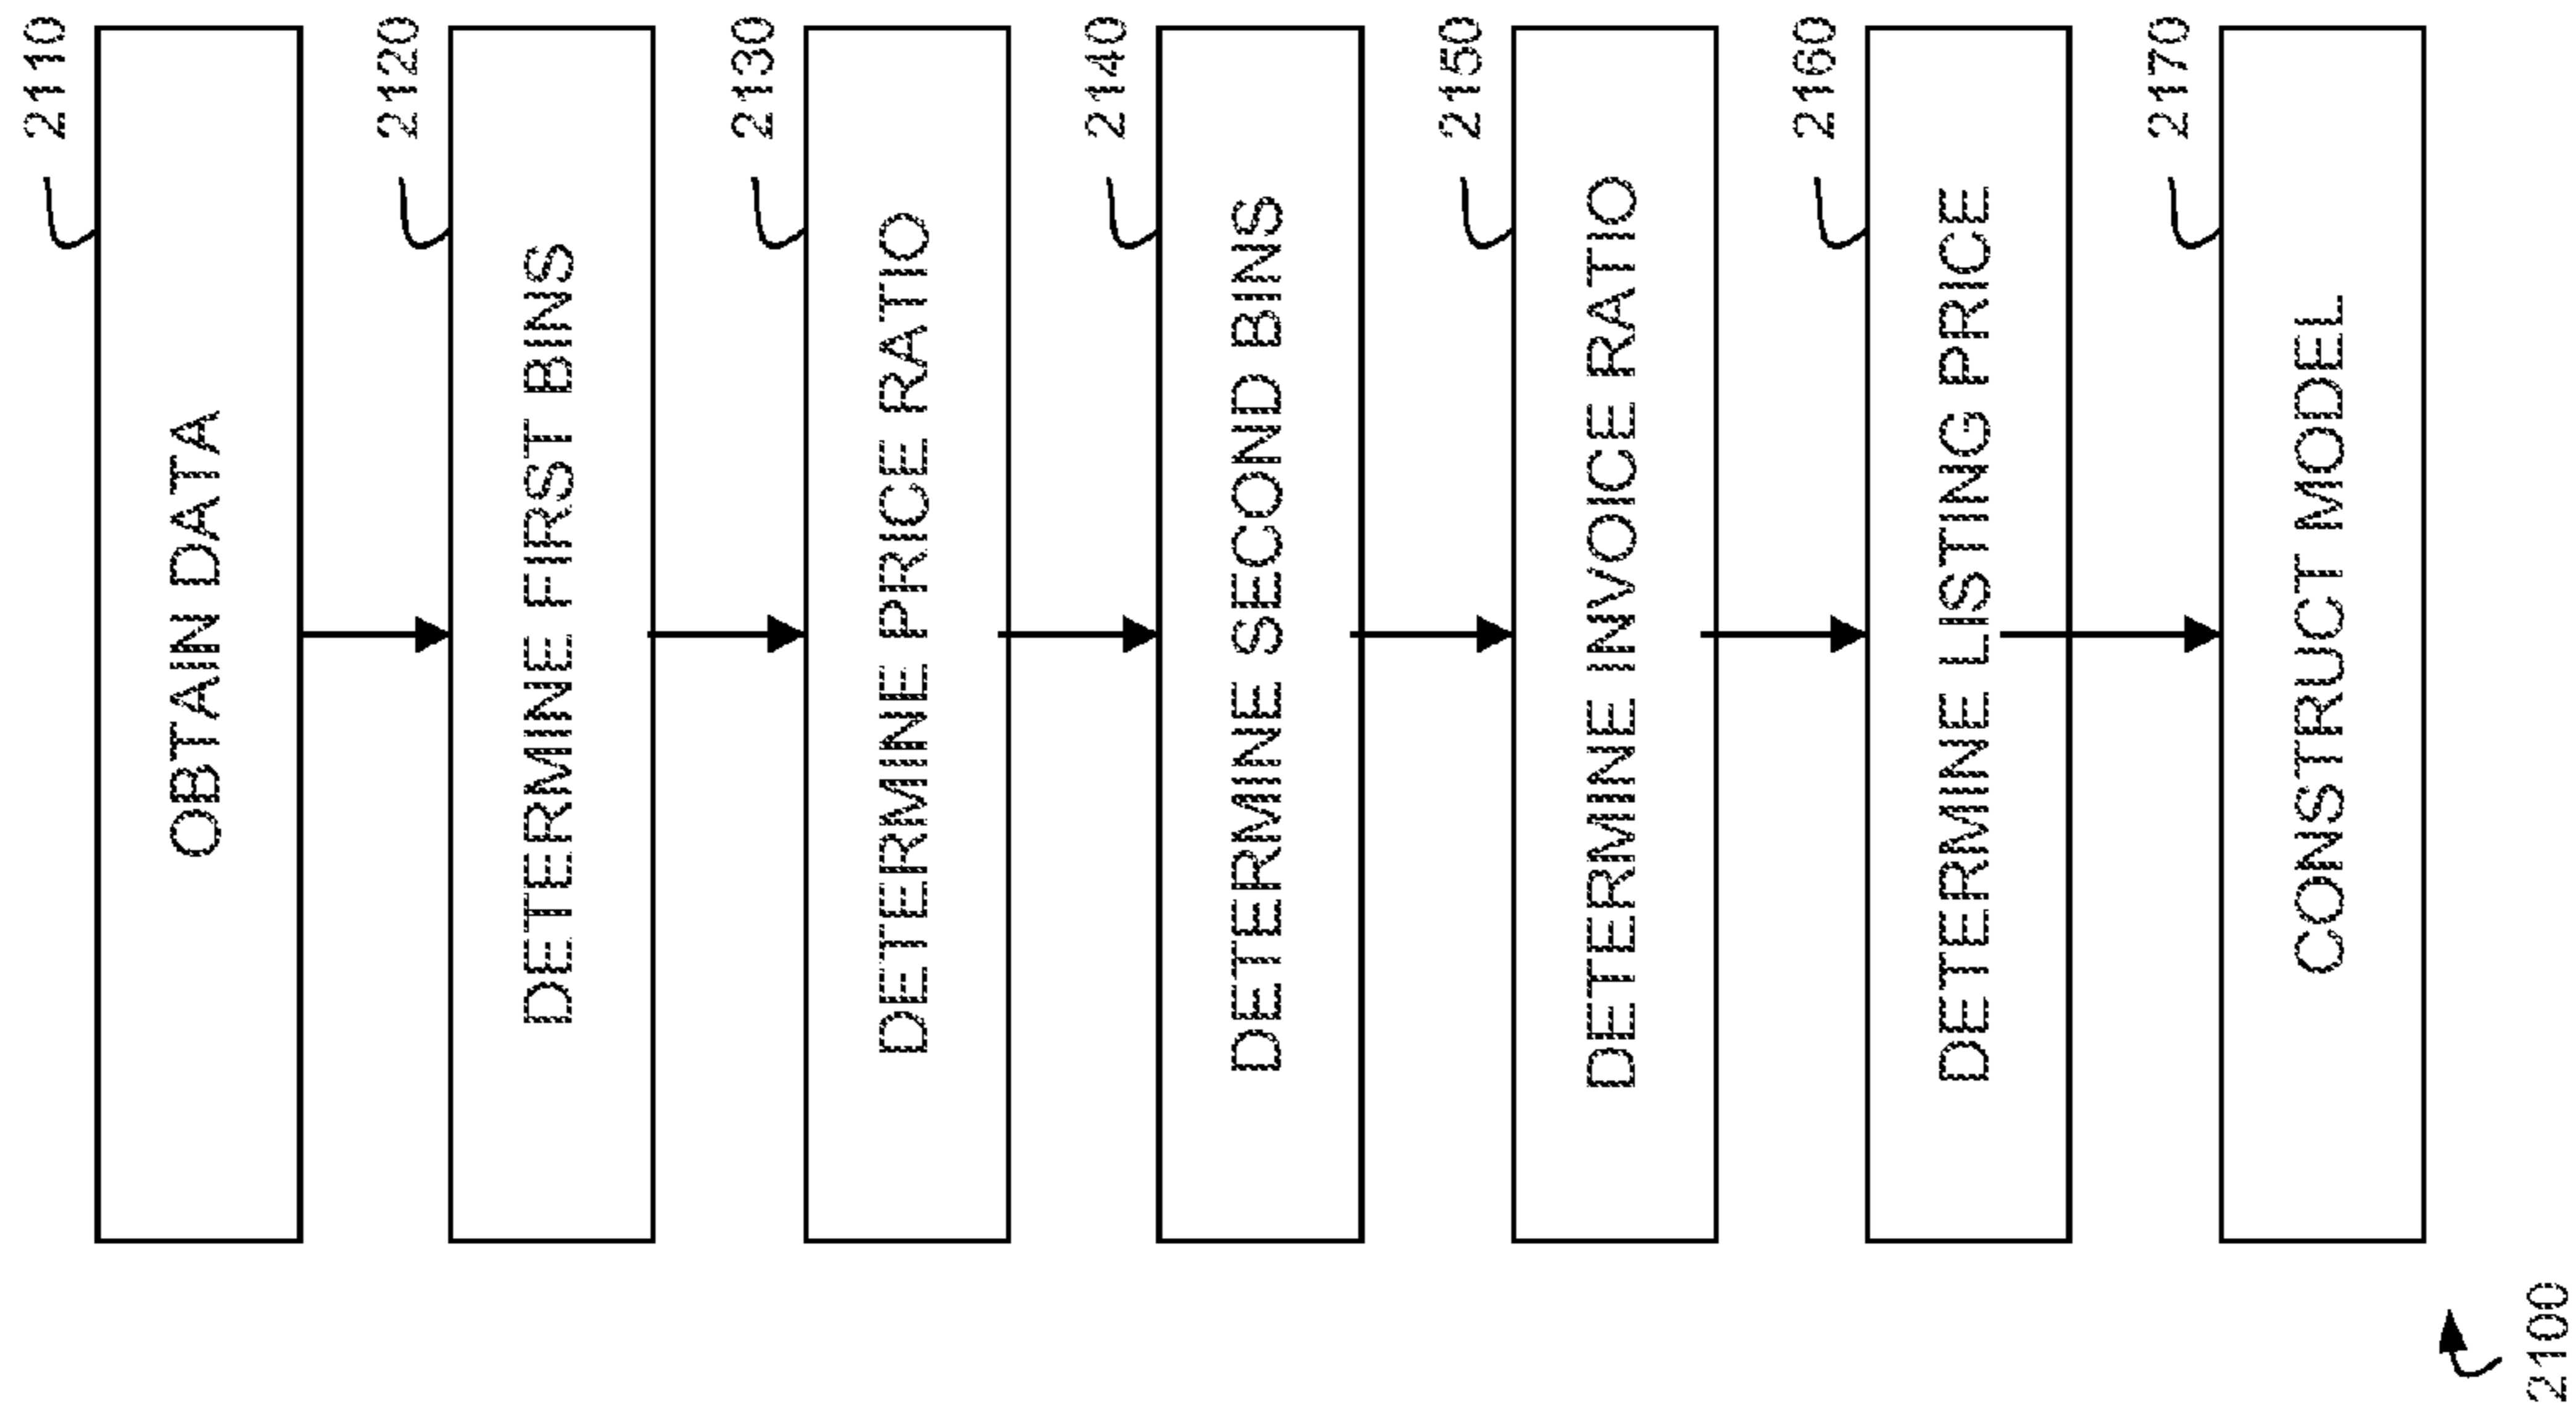 2110
OBTAIN DATA
2120
DETERMINE FIRST BINS
2130
DETERMINE PRICE RATIO
2140
DETERMINE SECOND BINS
2150
DETERMINE INVOICE RATIO
2160
DETERMINE LISTING PRICE
2170
CONSTRUCT MODEL
2100